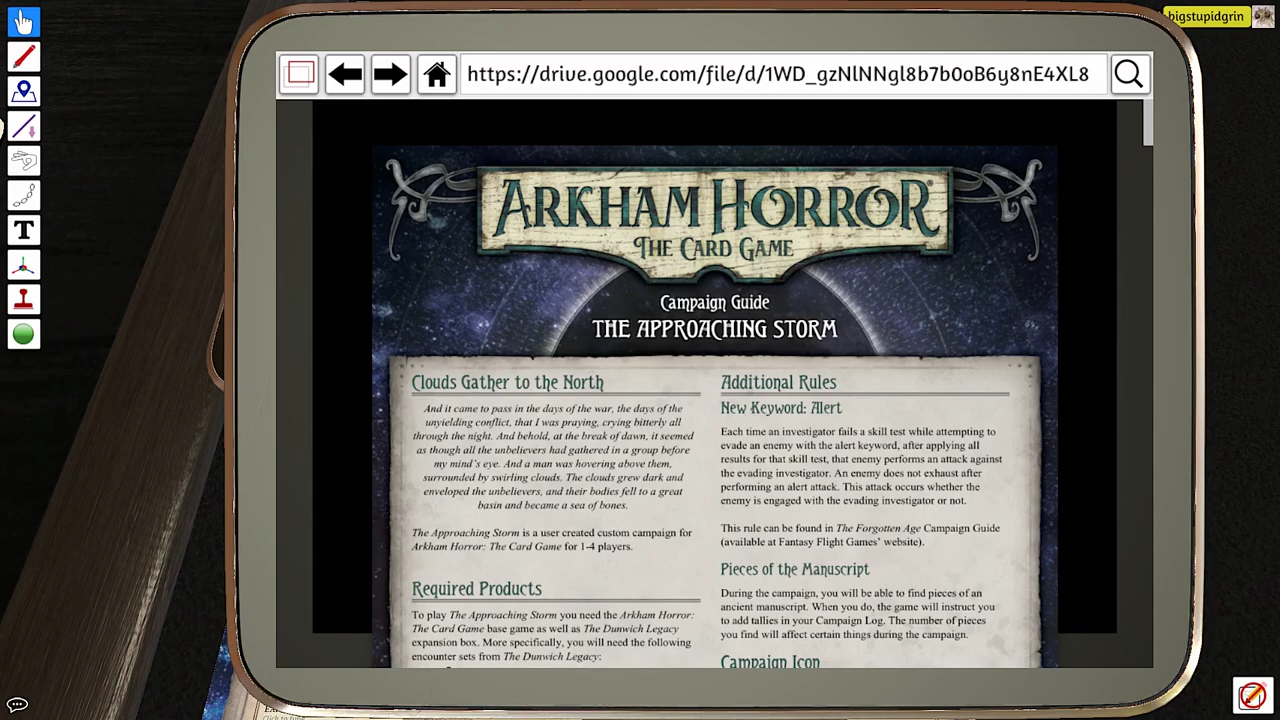 bigstupidgrin
https://drive.google.com/file/d/1WD_gzNlNNgl8b7b0oB6y8nE4XL8
T
ARKHAM HORROR®
THE CARD GAME
Campaign Guide
THE APPROACHING STORM
Clouds Gather to the North
And it came to pass in the days of the war, the days of the
unyielding conflict, that I was praying, crying bitterly all
through the night. And behold, at the break of dawn, it seemed
as though all the unbelievers had gathered in a group before
my mind's eye. And a man was hovering above them,
surrounded by swirling clouds. The clouds grew dark and
enveloped the unbelievers, and their bodies fell to a great
basin and became a sea of bones.
The Approaching Storm is a user created custom campaign for
Arkham Horror: The Card Game for 1-4 players.
Required Products
To play The Approaching Storm you need the Arkham Horror:
The Card Game base game as well as The Dunwich Legacy
expansion box. More specifically, you will need the following
encounter sets from The Dunwich Legacy:
Additional Rules
New Keyword: Alert
Each time an investigator fails a skill test while attempting to
evade an enemy with the alert keyword, after applying all
results for that skill test, that enemy performs an attack against
the evading investigator. An enemy does not exhaust after
performing an alert attack. This attack occurs whether the
enemy is engaged with the evading investigator or not.
This rule can be found in The Forgotten Age Campaign Guide
(available at Fantasy Flight Games' website).
Pieces of the Manuscript
During the campaign, you will be able to find pieces of an
ancient manuscript. When you do, the game will instruct you
to add tallies in your Campaign Log. The number of pieces
you find will affect certain things during the campaign.
Campaign Icon